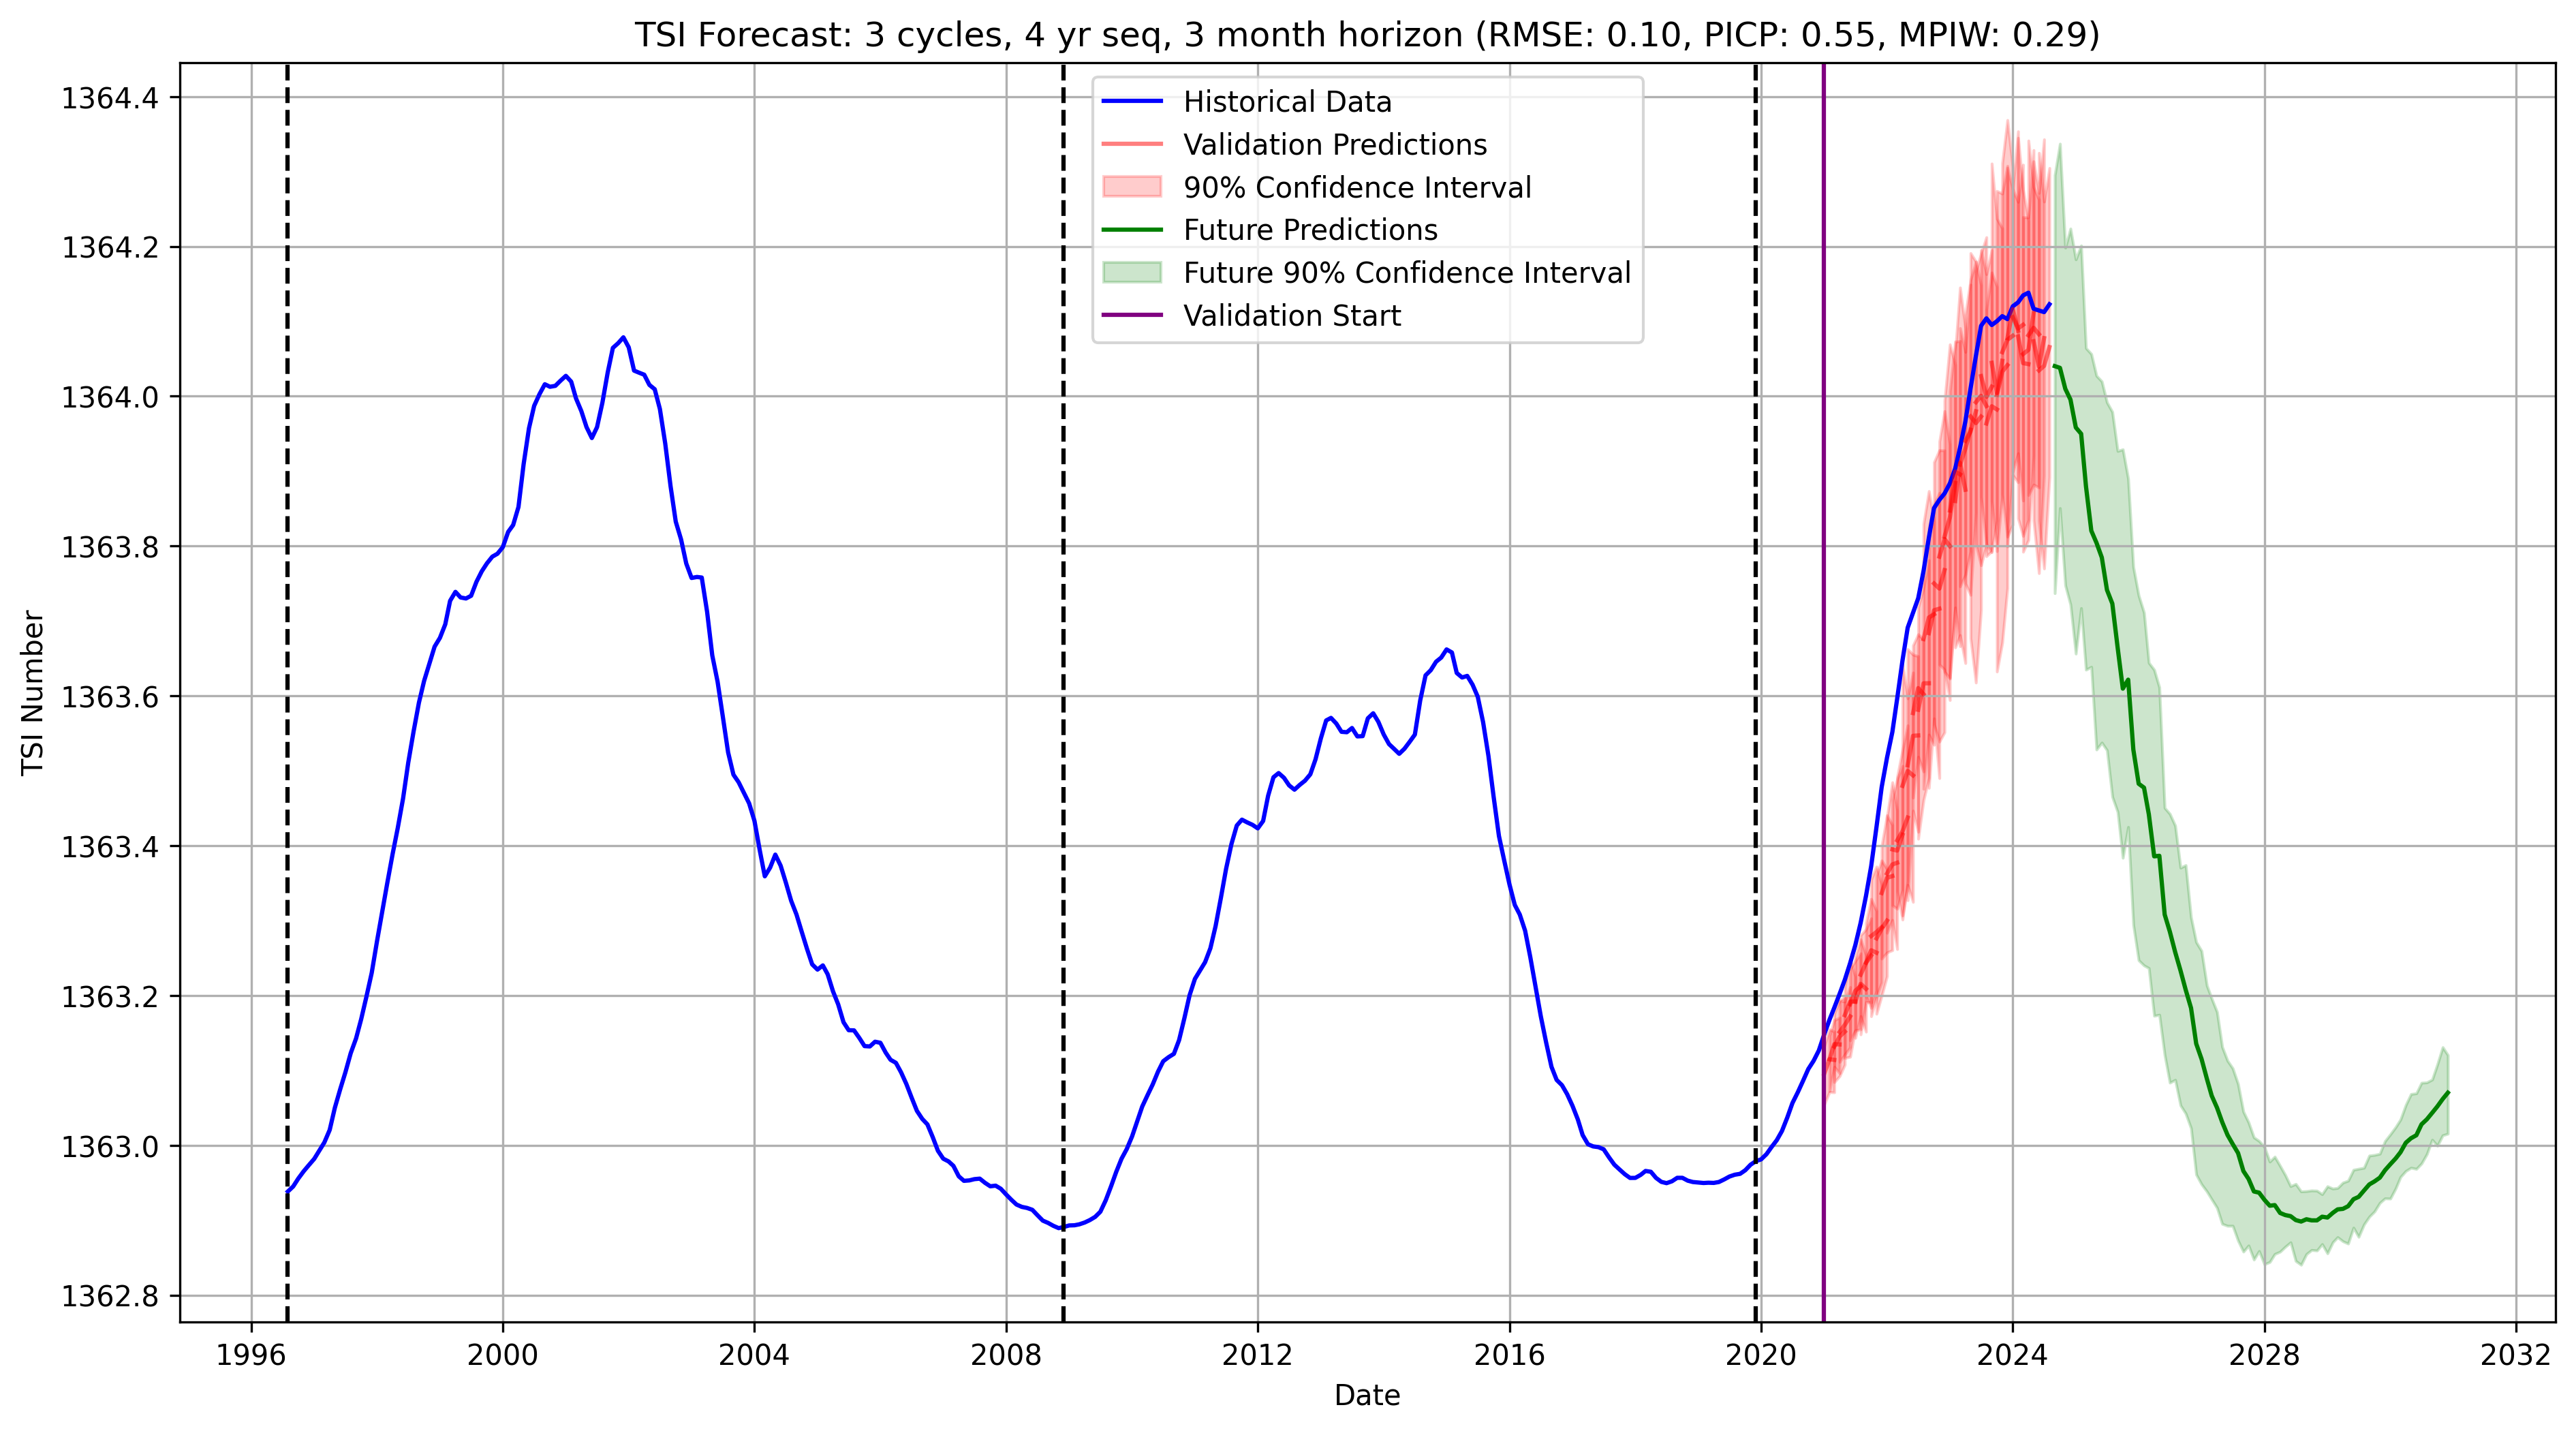 TSI Forecast: 3 cycles, 4 yr seq, 3 month horizon (RMSE: 0.10, PICP: 0.55, MPIW: 0.29)
Historical Data
Validation Predictions
90% Confidence Interval
Future Predictions
Future 90% Confidence Interval
Validation Start
TSI Number
1364.4
1364.2
1364.0
1363.8
1363.6
1363.4
1363.2
1363.0
1362.8
1996 2000 2004 2008 2012 2016 2020 2024 2028 2032
Date